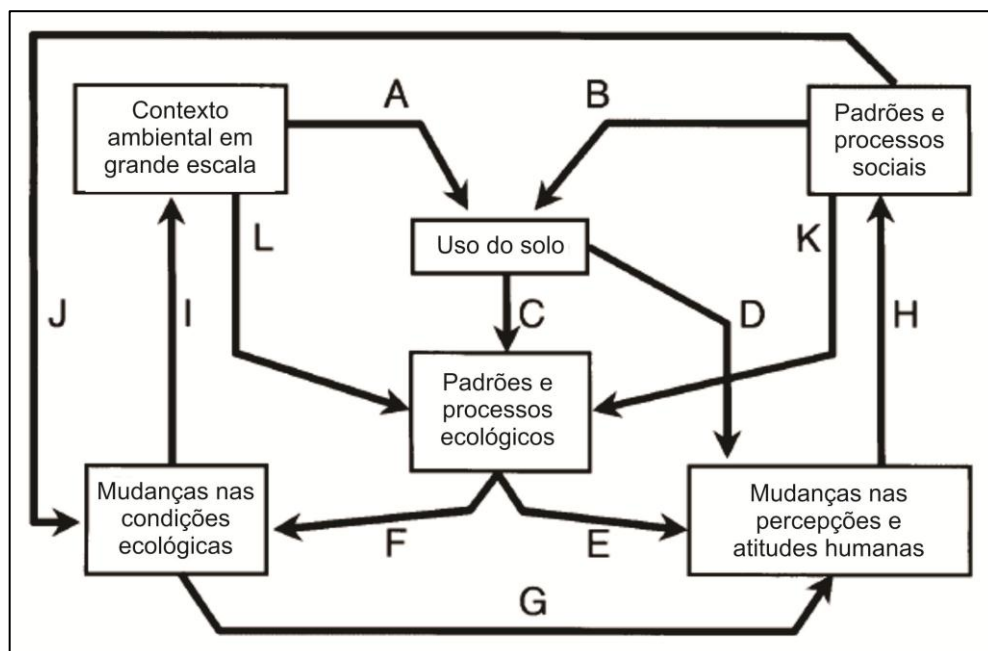 Contexto
ambiental em
grande escala
A
B
Padrões e
processos
sociais
Uso do solo
L
K
J
I
C
D
H
Padrões e
processos
ecológicos
Mudanças nas
condições
ecológicas
F
E
Mudanças nas
percepções e
atitudes humanas
G